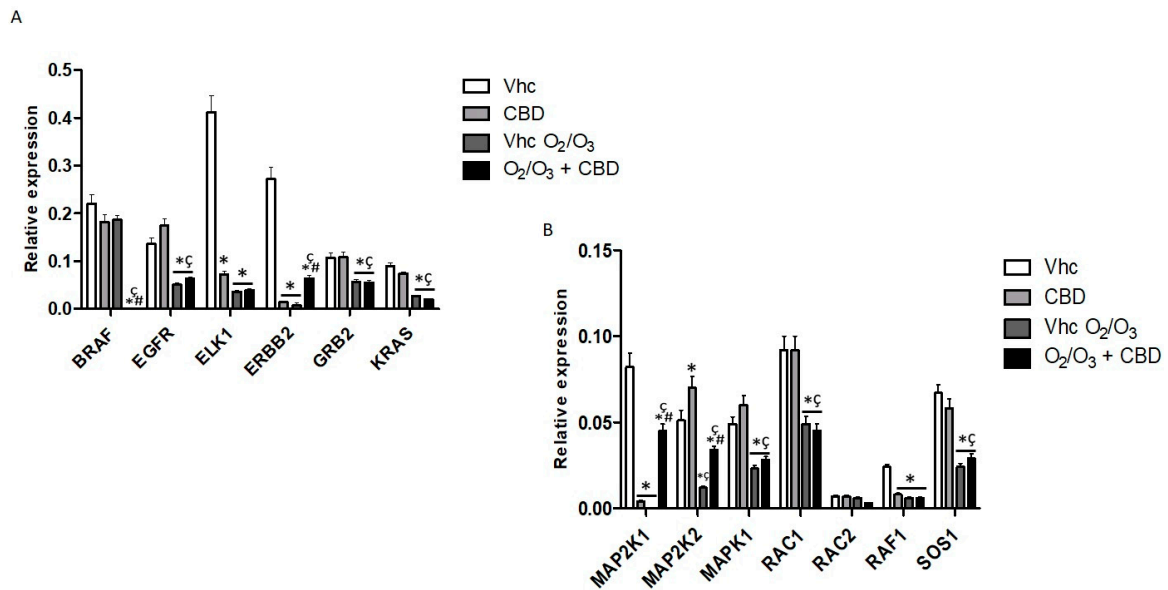 A
Relative expression
0.5
0.4
0.3
0.2
0.1
0.0
Vhc
CBD
Vhc O₂/O₃
O₂/O₃ + CBD
ç
*#
*ç
*
*
*
ç
*#
*ç
*ç
BRAF
EGFR
ELK1
ERBB2
GRB2
KRAS
B
Relative expression
0.15
0.10
0.05
0.00
Vhc
CBD
Vhc O₂/O₃
O₂/O₃ + CBD
*
ç
*#
*
*ç
ç
*#
*ç
*ç
*
*ç
MAP2K1
MAP2K2
MAPK1
RAC1
RAC2
RAF1
SOS1